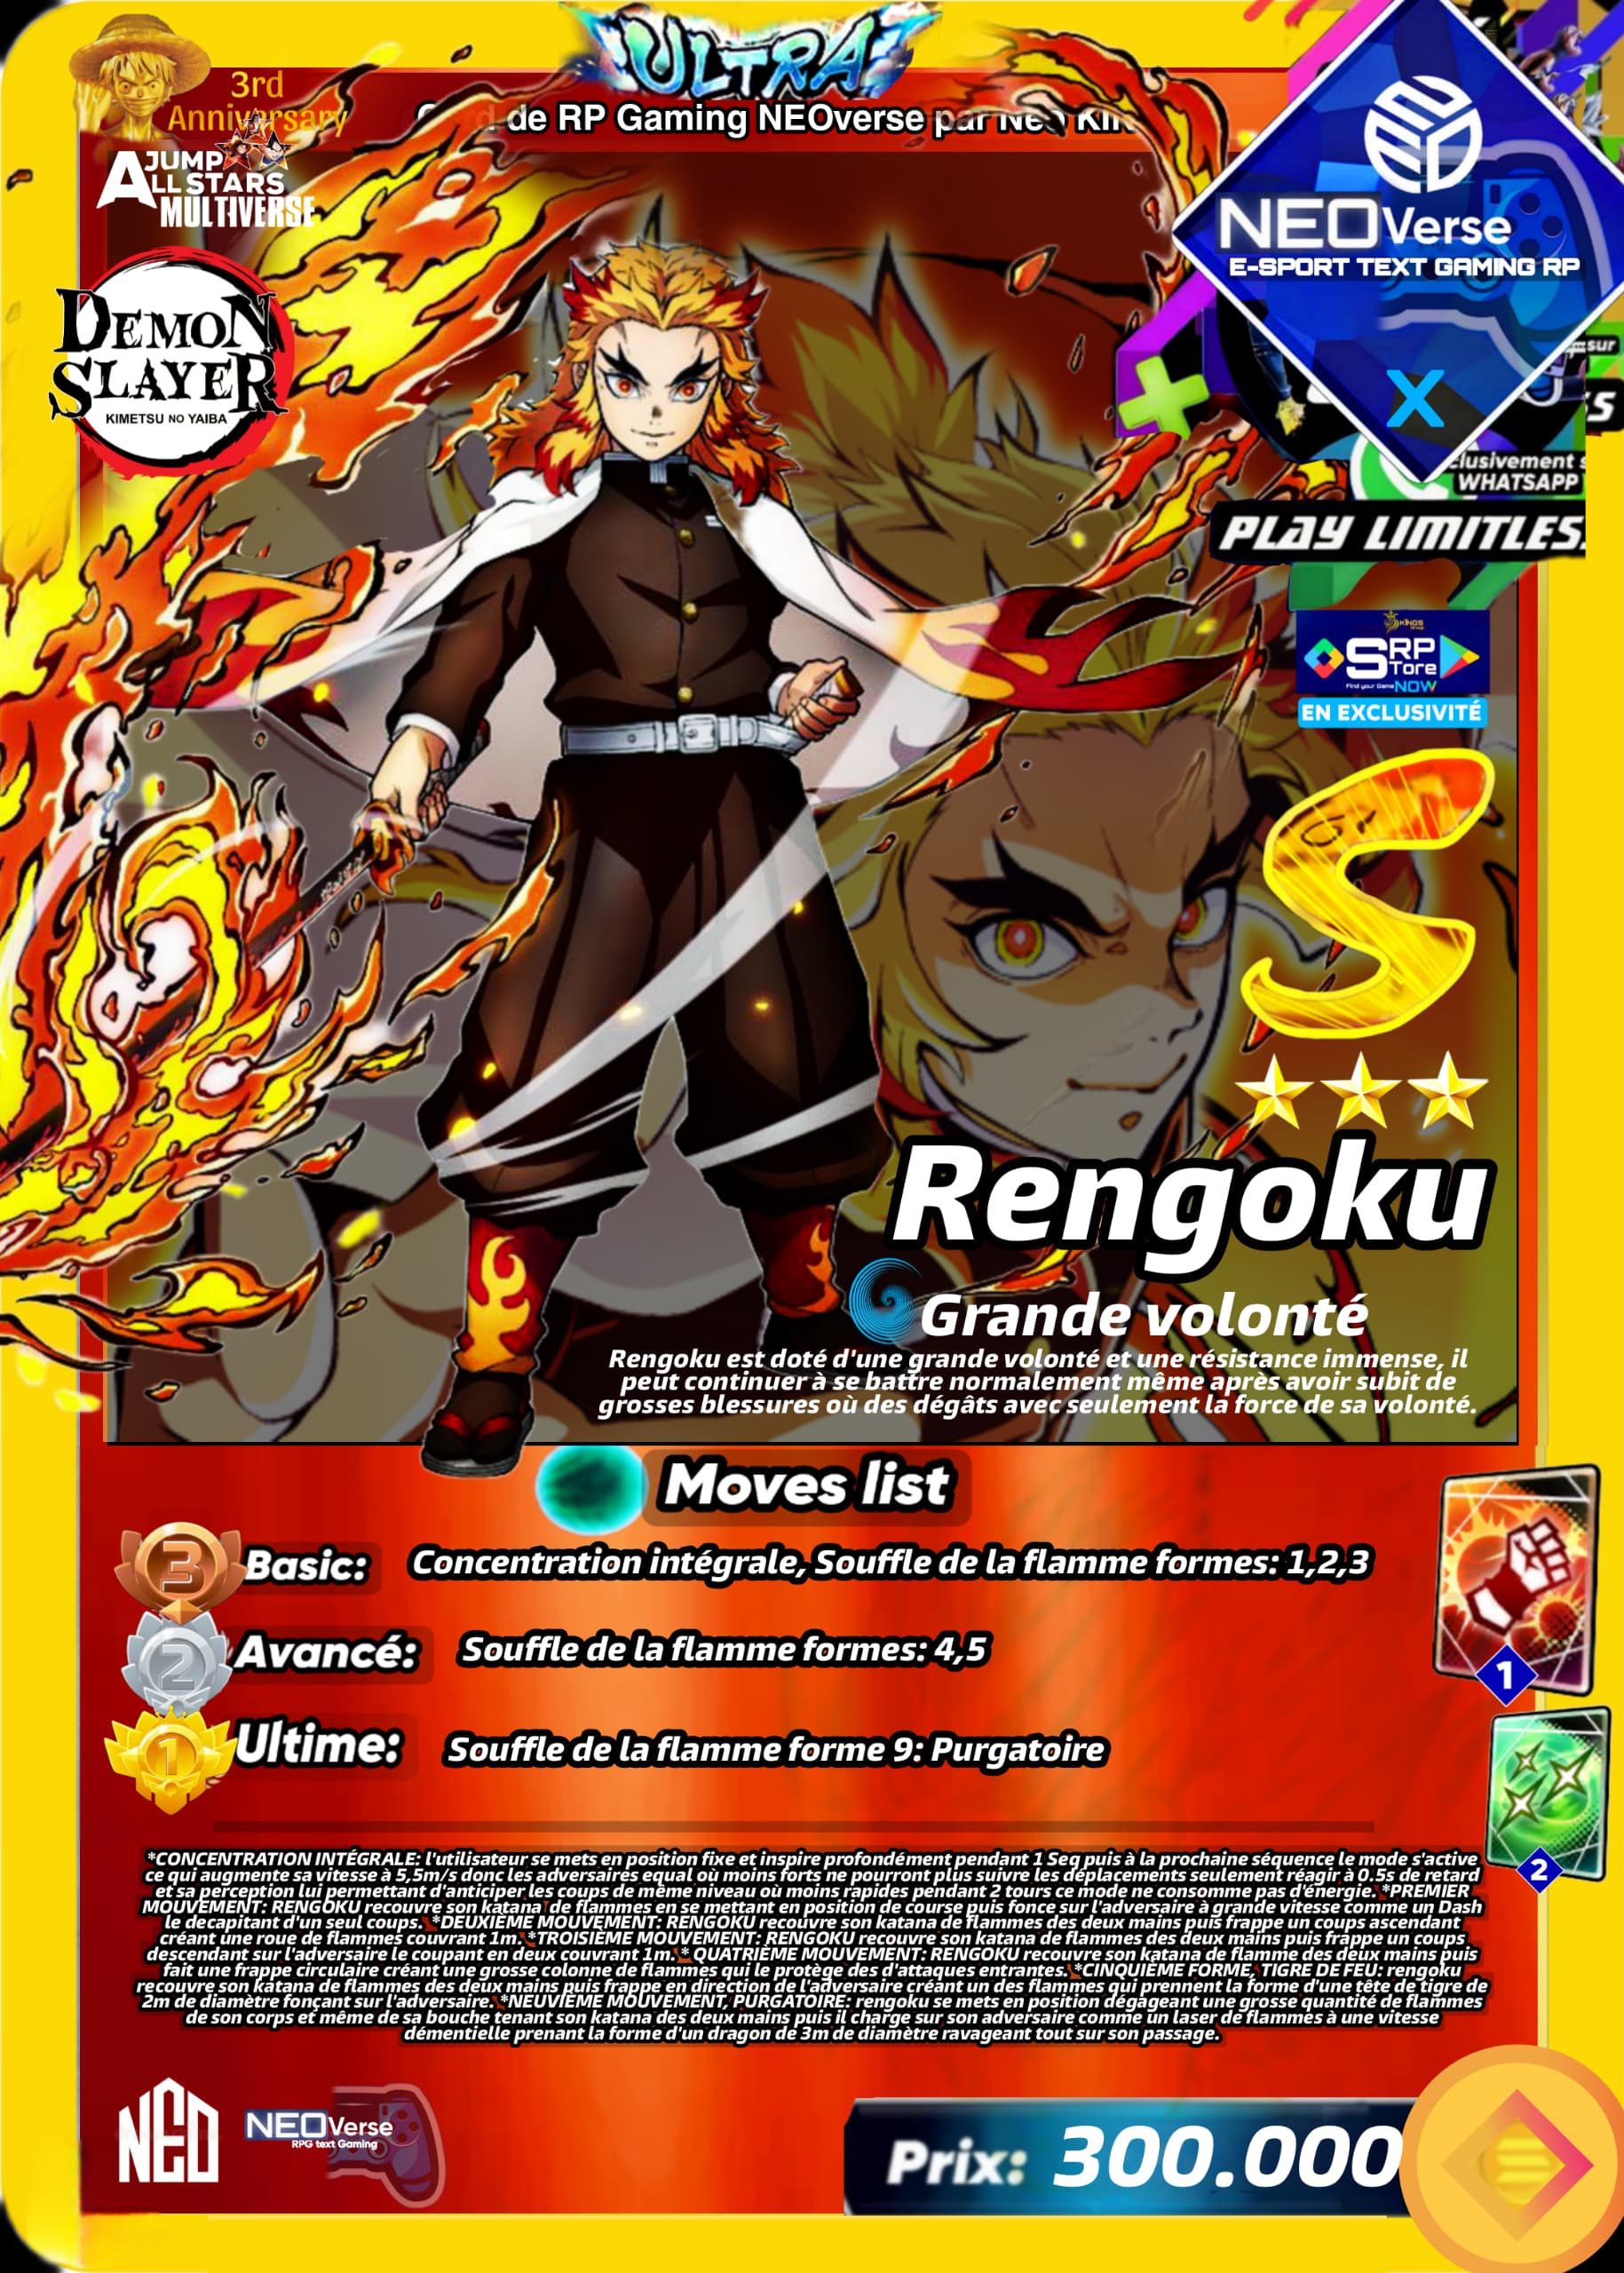 ULTRA
3rd
Anniversary
de RP Gaming NEOverse par Neo
JUMP
ALL STARS
MULTIVERSE
DEMON
SLAYER
KIMETSU NO YAIBA
NEOVerse
E-SPORT TEXT GAMING RP
X
sur
S
WHATSAPP
PLAY LIMITLES
KINGS
SRP
Tore
Find your Game NOW
EN EXCLUSIVITÉ
S
Rengoku
Grande volonté
Rengoku est doté d'une grande volonté et une résistance immense, il
peut continuer à se battre normalement même après avoir subit de
grosses blessures où des dégâts avec seulement la force de sa volonté.
Moves list
3 Basic: Concentration intégrale, Souffle de la flamme formes: 1,2,3
2 Avancé: Souffle de la flamme formes: 4,5
1 Ultime: Souffle de la flamme forme 9: Purgatoire
1
2
*CONCENTRATION INTÉGRALE: l'utilisateur se mets en position fixe et inspire profondément pendant 1 Seq puis à la prochaine séquence le mode s'active
ce qui augmente sa vitesse à 5,5m/s donc les adversaires equal où moins forts ne pourront plus suivre les déplacements seulement réagir à 0.5s de retard
et sa perception lui permettant d'anticiper les coups de même niveau où moins rapides pendant 2 tours ce mode ne consomme pas d'énergie. *PREMIER
MOUVEMENT: RENGOKU recouvre son katana de flammes en se mettant en position de course puis fonce sur l'adversaire à grande vitesse comme un Dash
le decapitant d'un seul coups. *DEUXIÈME MOUVEMENT: RENGOKU recouvre son katana de flammes des deux mains puis frappe un coups ascendant
créant une roue de flammes couvrant 1m. *TROISIÈME MOUVEMENT: RENGOKU recouvre son katana de flammes des deux mains puis frappe un coups
descendant sur l'adversaire le coupant en deux couvrant 1m. * QUATRIÈME MOUVEMENT: RENGOKU recouvre son katana de flamme des deux mains puis
fait une frappe circulaire créant une grosse colonne de flammes qui le protège des d'attaques entrantes. *CINQUIÈME FORME, TIGRE DE FEU: rengoku
recouvre son katana de flammes des deux mains puis frappe en direction de l'adversaire créant un des flammes qui prennent la forme d'une tête de tigre de
2m de diamètre fonçant sur l'adversaire. *NEUVIÈME MOUVEMENT, PURGATOIRE: rengoku se mets en position dégageant une grosse quantité de flammes
de son corps et même de sa bouche tenant son katana des deux mains puis il charge sur son adversaire comme un laser de flammes à une vitesse
démentielle prenant la forme d'un dragon de 3m de diamètre ravageant tout sur son passage.
NEO
NEOVerse
RPG text Gaming
Prix: 300.000